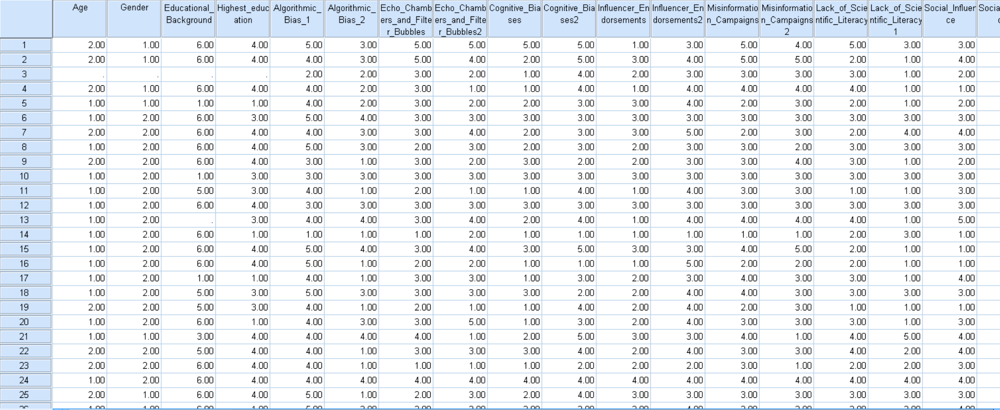 Age Gender Educational_ Highest_educ Algorithmic_ Algorithmic_ Echo_Chamb Echo_Chamb Cognitive_Bia Cognitive_Bia Influencer_En Influencer_En Misinformatio Misinformatio Lack_of_Scie Lack_of_Scie Social_Influen Social
Background ation Bias_1 Bias_2 ers_and_Filte ers_and_Filte ses ses2 dorsements dorsements2 n_Campaigns n_Campaigns ntific_Literacy ntific_Literacy ce
r_Bubbles r_Bubbles2 2 1
1 2.00 1.00 6.00 4.00 5.00 3.00 5.00 5.00 5.00 5.00 1.00 3.00 5.00 4.00 5.00 3.00 3.00
2 2.00 1.00 6.00 4.00 4.00 3.00 5.00 4.00 2.00 5.00 3.00 4.00 5.00 5.00 2.00 1.00 4.00
3 . . . . 2.00 2.00 3.00 2.00 1.00 4.00 2.00 3.00 3.00 3.00 3.00 1.00 2.00
4 2.00 1.00 6.00 4.00 4.00 2.00 3.00 1.00 1.00 4.00 1.00 4.00 4.00 4.00 4.00 1.00 1.00
5 1.00 1.00 1.00 1.00 4.00 2.00 3.00 2.00 2.00 3.00 3.00 4.00 2.00 3.00 2.00 1.00 2.00
6 1.00 2.00 6.00 3.00 5.00 4.00 3.00 3.00 3.00 3.00 3.00 3.00 3.00 3.00 3.00 3.00 3.00
7 2.00 2.00 6.00 4.00 4.00 3.00 3.00 4.00 2.00 3.00 3.00 5.00 2.00 3.00 2.00 4.00 4.00
8 1.00 2.00 6.00 4.00 5.00 3.00 2.00 3.00 2.00 3.00 2.00 3.00 3.00 2.00 3.00 3.00 3.00
9 2.00 2.00 6.00 4.00 3.00 1.00 3.00 2.00 3.00 2.00 2.00 3.00 3.00 4.00 3.00 1.00 2.00
10 1.00 2.00 1.00 3.00 3.00 3.00 3.00 3.00 3.00 3.00 3.00 3.00 3.00 3.00 3.00 3.00 3.00
11 1.00 2.00 5.00 3.00 4.00 1.00 2.00 1.00 1.00 4.00 1.00 4.00 3.00 3.00 1.00 1.00 3.00
12 1.00 2.00 6.00 4.00 3.00 3.00 3.00 3.00 3.00 3.00 3.00 3.00 3.00 3.00 3.00 3.00 3.00
13 1.00 2.00 . 3.00 4.00 4.00 3.00 4.00 2.00 4.00 1.00 4.00 4.00 4.00 4.00 1.00 5.00
14 1.00 2.00 6.00 1.00 1.00 1.00 1.00 2.00 1.00 1.00 1.00 1.00 1.00 1.00 2.00 3.00 1.00
15 1.00 2.00 6.00 4.00 5.00 4.00 3.00 4.00 3.00 5.00 3.00 3.00 4.00 5.00 2.00 1.00 1.00
16 1.00 2.00 6.00 4.00 5.00 1.00 2.00 2.00 1.00 1.00 1.00 5.00 2.00 2.00 2.00 1.00 1.00
17 1.00 2.00 1.00 1.00 4.00 1.00 3.00 3.00 1.00 3.00 2.00 3.00 4.00 3.00 3.00 1.00 4.00
18 1.00 2.00 5.00 3.00 5.00 3.00 3.00 3.00 3.00 2.00 2.00 4.00 4.00 3.00 3.00 3.00 3.00
19 2.00 2.00 5.00 3.00 4.00 1.00 2.00 1.00 1.00 4.00 2.00 4.00 2.00 3.00 1.00 1.00 1.00
20 1.00 2.00 6.00 1.00 4.00 3.00 3.00 5.00 1.00 3.00 2.00 4.00 3.00 3.00 3.00 1.00 3.00
21 1.00 1.00 3.00 4.00 4.00 4.00 4.00 1.00 2.00 5.00 3.00 3.00 4.00 1.00 4.00 5.00 4.00
22 2.00 2.00 5.00 4.00 4.00 1.00 3.00 3.00 3.00 4.00 2.00 4.00 3.00 3.00 4.00 2.00 4.00
23 2.00 2.00 6.00 4.00 4.00 1.00 1.00 1.00 1.00 2.00 2.00 2.00 3.00 1.00 2.00 2.00 3.00
24 1.00 2.00 6.00 4.00 4.00 4.00 4.00 4.00 4.00 4.00 4.00 4.00 4.00 4.00 4.00 4.00 4.00
25 2.00 1.00 6.00 4.00 5.00 1.00 2.00 3.00 2.00 4.00 3.00 3.00 3.00 3.00 3.00 3.00 3.00